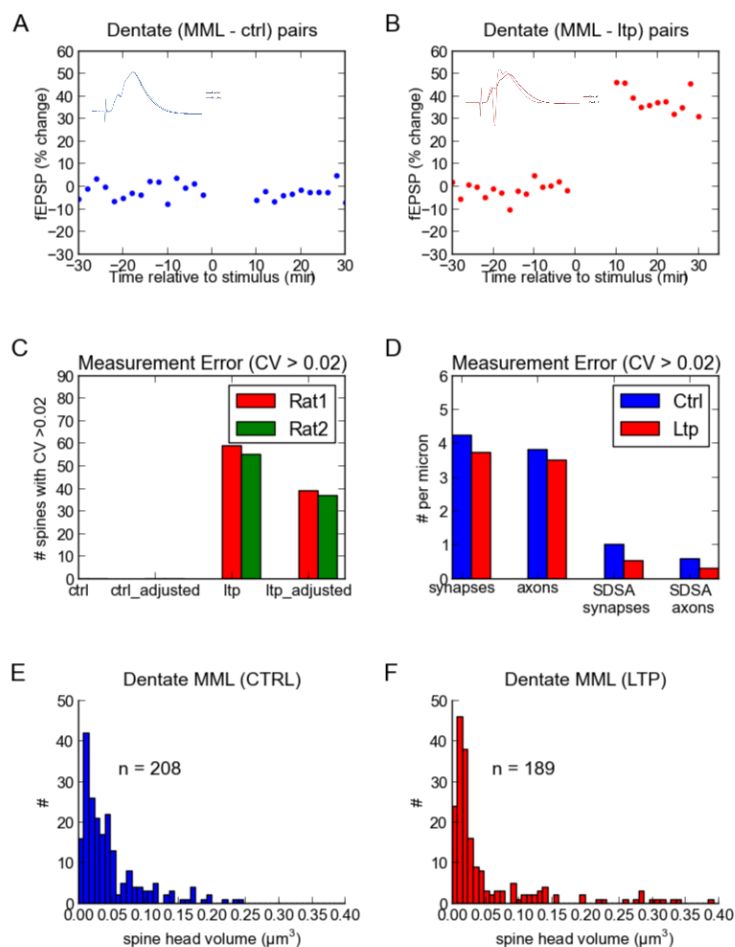 A
Dentate (MML - ctrl) pairs
60
50
40
30
20
10
0
−10
−20
−30
fEPSP (% change)
−30 −20 −10 0 10 20 30
Time relative to stimulus (min)
B
Dentate (MML - ltp) pairs
60
50
40
30
20
10
0
−10
−20
−30
fEPSP (% change)
−30 −20 −10 0 10 20 30
Time relative to stimulus (min)
C
Measurement Error (CV > 0.02)
90
80
70
60
50
40
30
20
10
0
# spines with CV >0.02
Rat1
Rat2
ctrl ctrl_adjusted ltp ltp_adjusted
D
Measurement Error (CV > 0.02)
6
5
4
3
2
1
0
# per micron
Ctrl
Ltp
synapses axons SDSA SDSA
synapses axons
E
Dentate MML (CTRL)
50
40
30
20
10
0
#
n = 208
0.00 0.05 0.10 0.15 0.20 0.25 0.30 0.35 0.40
spine head volume (μm³)
F
Dentate MML (LTP)
50
40
30
20
10
0
#
n = 189
0.00 0.05 0.10 0.15 0.20 0.25 0.30 0.35 0.40
spine head volume (μm³)